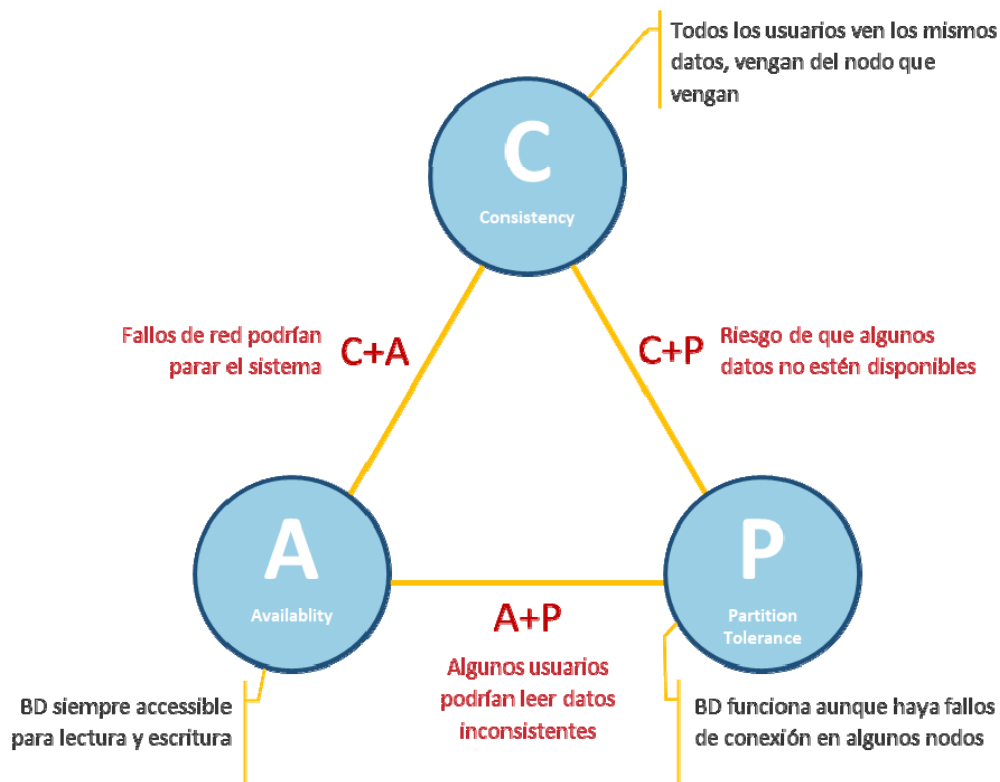 Todos los usuarios ven los mismos
datos, vengan del nodo que
vengan
C
Consistency
Fallos de red podrían
parar el sistema
C+A
C+P
Riesgo de que algunos
datos no estén disponibles
A
Availablity
P
Partition
Tolerance
A+P
Algunos usuarios
podrían leer datos
inconsistentes
BD siempre accessible
para lectura y escritura
BD funciona aunque haya fallos
de conexión en algunos nodos